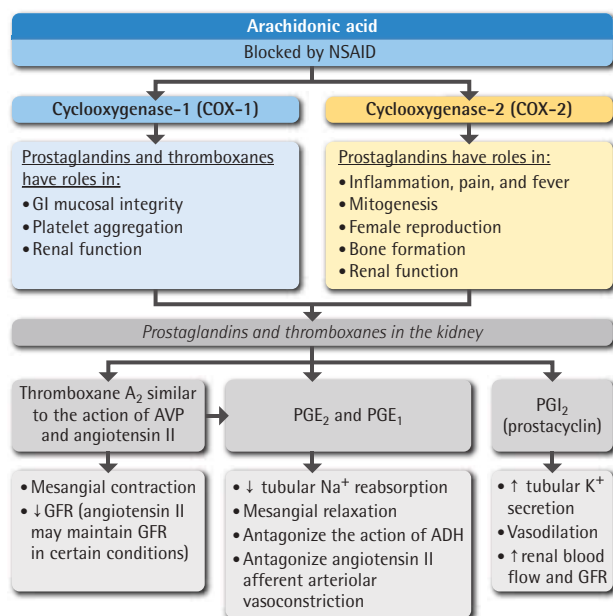 Arachidonic acid
Blocked by NSAID
Cyclooxygenase-1 (COX-1)
Cyclooxygenase-2 (COX-2)
Prostaglandins and thromboxanes
have roles in:
• GI mucosal integrity
• Platelet aggregation
• Renal function
Prostaglandins have roles in:
• Inflammation, pain, and fever
• Mitogenesis
• Female reproduction
• Bone formation
• Renal function
Prostaglandins and thromboxanes in the kidney
Thromboxane A₂ similar
to the action of AVP
and angiotensin II
PGE₂ and PGE₁
PGI₂
(prostacyclin)
• Mesangial contraction
• ↓GFR (angiotensin II
may maintain GFR
in certain conditions)
• ↓ tubular Na⁺ reabsorption
• Mesangial relaxation
• Antagonize the action of ADH
• Antagonize angiotensin II
afferent arteriolar
vasoconstriction
• ↑ tubular K⁺
secretion
• Vasodilation
• ↑renal blood
flow and GFR